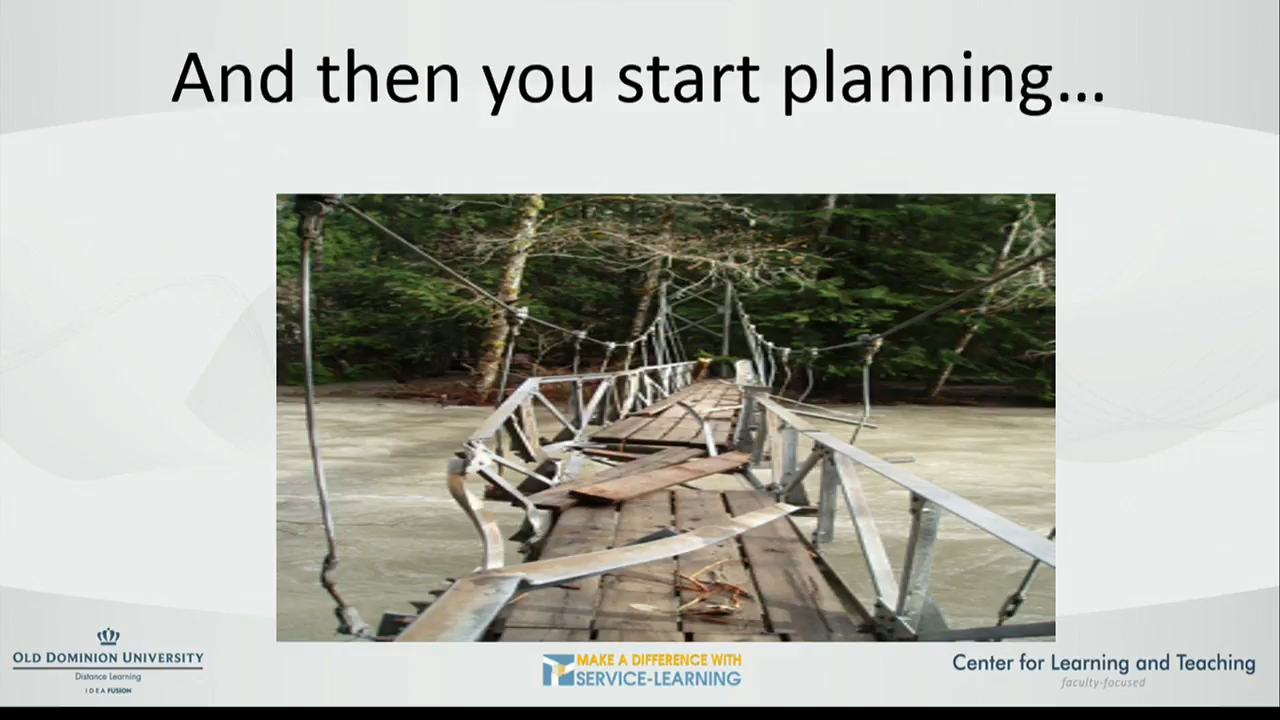 And then you start planning...
OLD DOMINION UNIVERSITY
Distance Learning
IDEA FUSION
MAKE A DIFFERENCE WITH
SERVICE-LEARNING
Center for Learning and Teaching
faculty-focused